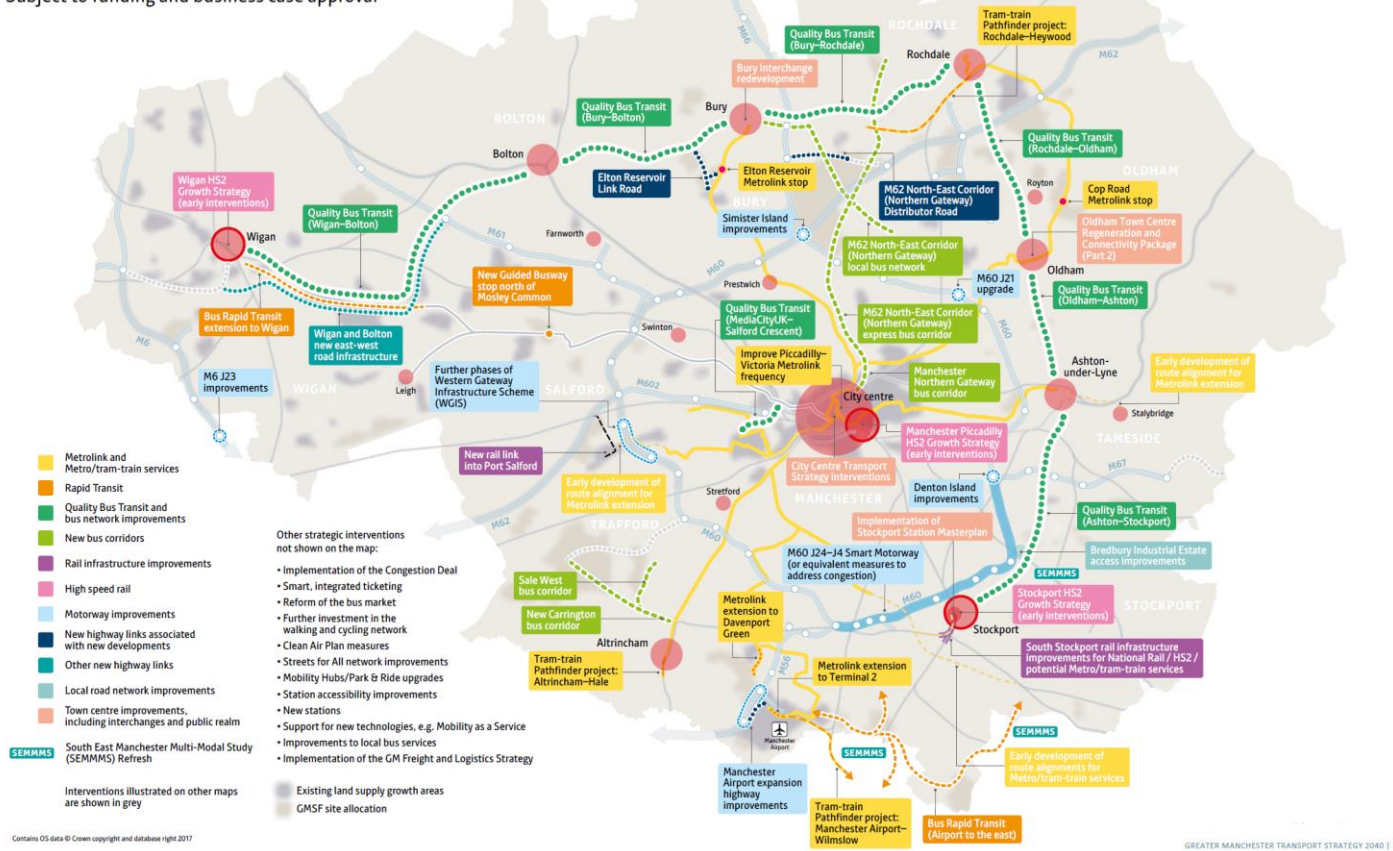 Subject to funding and business case approval
ROCHDALE
Tram-train
Pathfinder project:
Rochdale–Heywood
M66
Quality Bus Transit
(Bury–Rochdale)
Rochdale
M62
Bury Interchange
redevelopment
Quality Bus Transit
(Bury–Bolton)
Bury
BOLTON
Quality Bus Transit
(Rochdale–Oldham)
Bolton
Wigan HS2
Growth Strategy
(early interventions)
Elton Reservoir
Link Road
Elton Reservoir
Metrolink stop
M62 North-East Corridor
(Northern Gateway)
Distributor Road
OLDHAM
Royton
Cop Road
Metrolink stop
BURY
Quality Bus Transit
(Wigan–Bolton)
Simister Island
improvements
Oldham Town Centre
Regeneration and
Connectivity Package
(Part 2)
Wigan
M61
Farnworth
M62 North-East Corridor
(Northern Gateway)
local bus network
Oldham
M60
New Guided Busway
stop north of
Mosley Common
Prestwich
M60 J21
upgrade
Quality Bus Transit
(Oldham–Ashton)
Bus Rapid Transit
extension to Wigan
Wigan and Bolton
new east-west
road infrastructure
Swinton
Quality Bus Transit
(MediaCityUK–
Salford Crescent)
M62 North-East Corridor
(Northern Gateway)
express bus corridor
M60
M6
Improve Piccadilly–
Victoria Metrolink
frequency
Ashton-
under-Lyne
Early development of
route alignment for
Metrolink extension
M6 J23
improvements
WIGAN
Leigh
Further phases of
Western Gateway
Infrastructure Scheme
(WGIS)
SALFORD
M602
Manchester
Northern Gateway
bus corridor
City centre
Stalybridge
Manchester Piccadilly
HS2 Growth Strategy
(early interventions)
TAMESIDE
New rail link
into Port Salford
City Centre Transport
Strategy interventions
M67
Early development of
route alignment for
Metrolink extension
Stretford
MANCHESTER
Denton Island
improvements
M62
TRAFFORD
M60
Implementation of
Stockport Station Masterplan
Quality Bus Transit
(Ashton–Stockport)
M60 J24–J4 Smart Motorway
(or equivalent measures to
address congestion)
Bredbury Industrial Estate
access improvements
SEMMMS
Sale West
bus corridor
M60
STOCKPORT
New Carrington
bus corridor
Metrolink
extension to
Davenport
Green
Stockport HS2
Growth Strategy
(early interventions)
Stockport
Altrincham
M56
South Stockport rail infrastructure
improvements for National Rail / HS2 /
potential Metro/tram-train services
Tram-train
Pathfinder project:
Altrincham–Hale
Metrolink extension
to Terminal 2
Manchester
Airport
SEMMMS
SEMMMS
Early development of
route alignments for
Metro/tram-train services
Manchester
Airport expansion
highway
improvements
Tram-train
Pathfinder project:
Manchester Airport–
Wilmslow
Bus Rapid Transit
(Airport to the east)
Metrolink and
Metro/tram-train services
Rapid Transit
Quality Bus Transit and
bus network improvements
New bus corridors
Rail infrastructure improvements
High speed rail
Motorway improvements
New highway links associated
with new developments
Other new highway links
Local road network improvements
Town centre improvements,
including interchanges and public realm
SEMMMS
South East Manchester Multi-Modal Study
(SEMMMS) Refresh
Interventions illustrated on other maps
are shown in grey
Other strategic interventions
not shown on the map:
• Implementation of the Congestion Deal
• Smart, integrated ticketing
• Reform of the bus market
• Further investment in the
walking and cycling network
• Clean Air Plan measures
• Streets for All network improvements
• Mobility Hubs/Park & Ride upgrades
• Station accessibility improvements
• New stations
• Support for new technologies, e.g. Mobility as a Service
• Improvements to local bus services
• Implementation of the GM Freight and Logistics Strategy
Existing land supply growth areas
GMSF site allocation
Contains OS data © Crown copyright and database right 2017
GREATER MANCHESTER TRANSPORT STRATEGY 2040 |